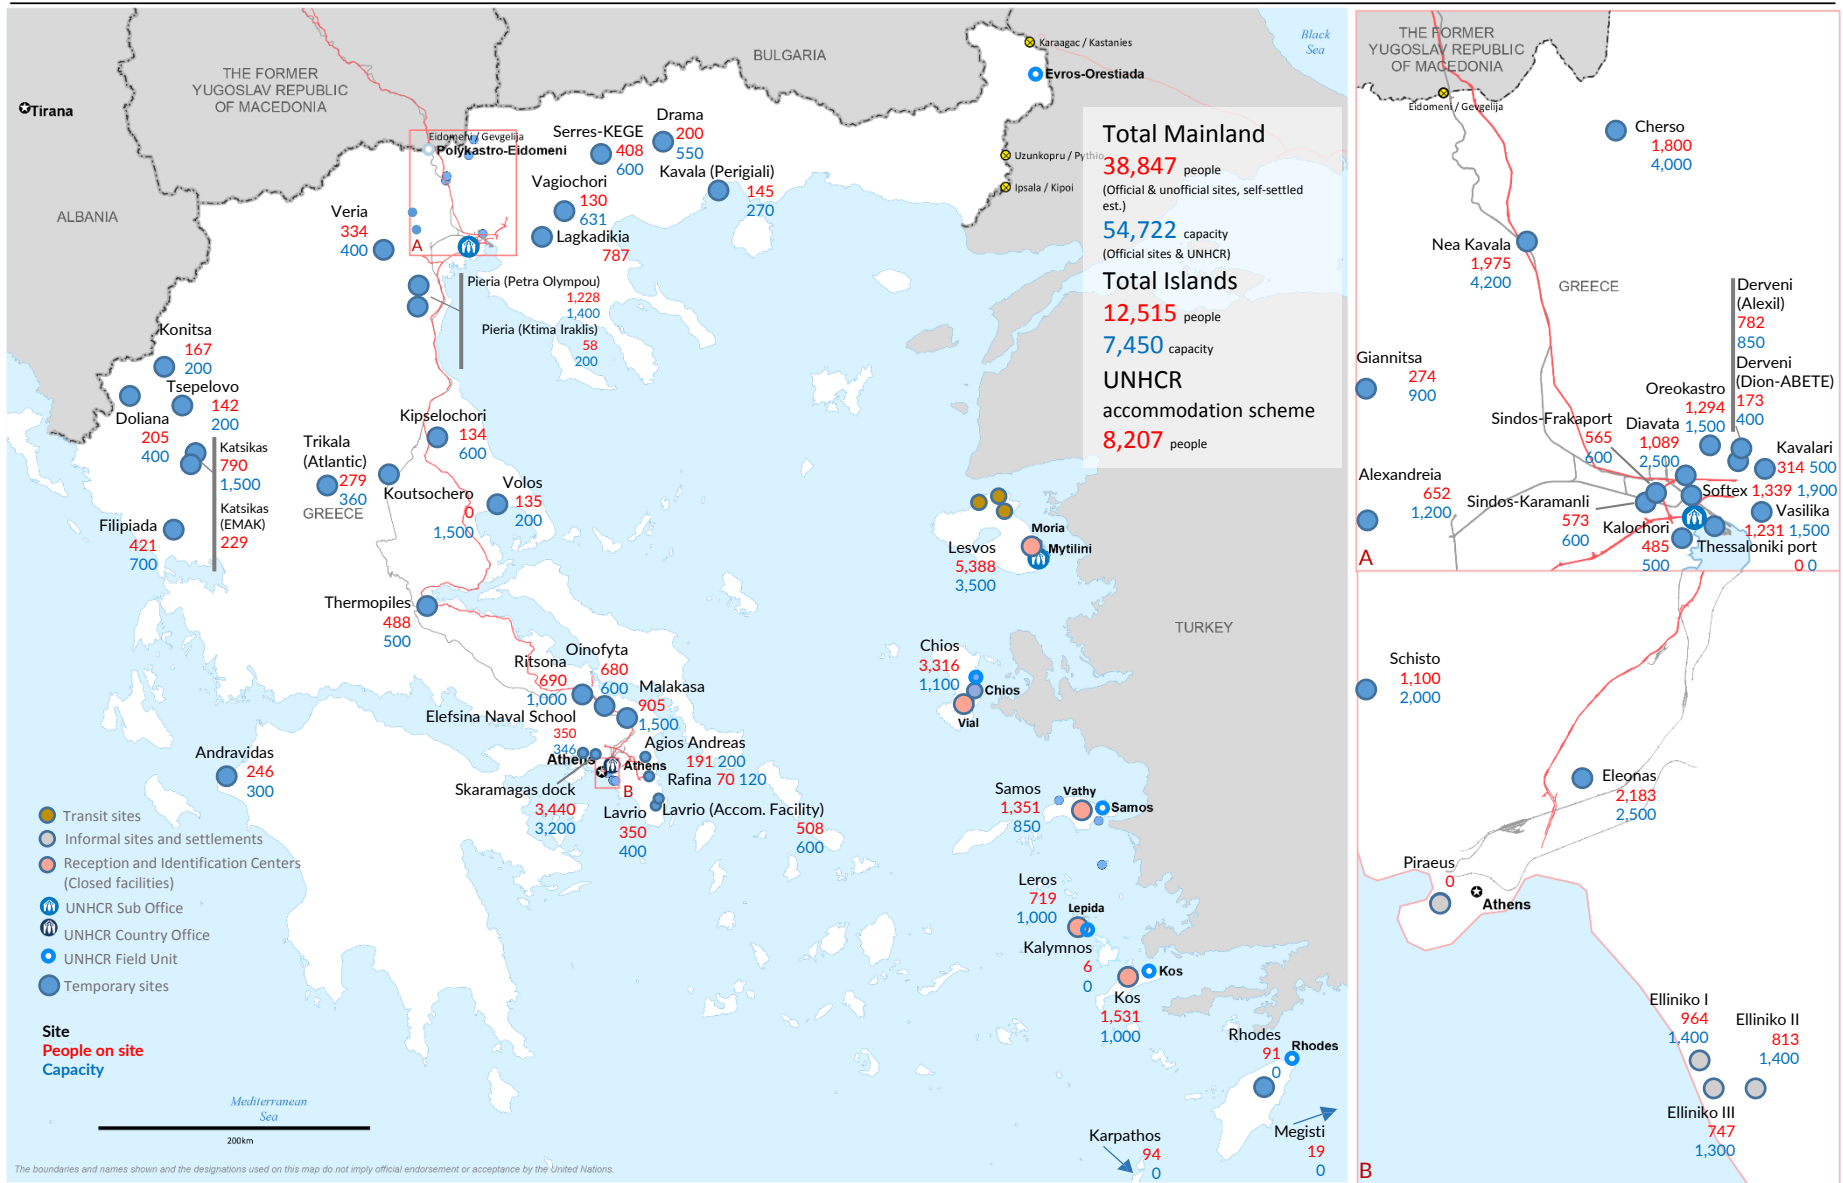 BULGARIA
THE FORMER
YUGOSLAV REPUBLIC
OF MACEDONIA
Tirana
ALBANIA
Black
Sea
Karaagac / Kastanies
Evros-Orestiada
Uzunkopru / Pythio
Ipsala / Kipoi
Eidomeni / Gevgelija
Polykastro-Eidomeni
A
Serres-KEGE
408
600
Drama
200
550
Kavala (Perigiali)
145
270
Vagiochori
130
631
Lagkadikia
787
Veria
334
400
Pieria (Petra Olympou)
1,228
1,400
Pieria (Ktima Iraklis)
58
200
Total Mainland
38,847 people
(Official & unofficial sites, self-settled
est.)
54,722 capacity
(Official sites & UNHCR)
Total Islands
12,515 people
7,450 capacity
UNHCR
accommodation scheme
8,207 people
Konitsa
167
200
Tsepelovo
142
200
Doliana
205
400
Katsikas
790
1,500
Katsikas
(EMAK)
229
Filipiada
421
700
Trikala
(Atlantic)
279
360
GREECE
Kipselochori
134
600
Koutsochero
0
1,500
Volos
135
200
Thermopiles
488
500
Ritsona
690
1,000
Oinofyta
680
600
Malakasa
905
1,500
Elefsina Naval School
350
346
Athens
Athens
B
Agios Andreas
191 200
Rafina 70 120
Skaramagas dock
3,440
3,200
Lavrio
350
400
Lavrio (Accom. Facility)
508
600
Andravidas
246
300
Moria
Mytilini
Lesvos
5,388
3,500
TURKEY
Chios
3,316
1,100
Chios
Vial
Samos
1,351
850
Vathy
Samos
Leros
719
1,000
Lepida
Kalymnos
6
0
Kos
Kos
1,531
1,000
Rhodes
91
0
Rhodes
Megisti
19
0
Karpathos
94
0
Transit sites
Informal sites and settlements
Reception and Identification Centers
(Closed facilities)
UNHCR Sub Office
UNHCR Country Office
UNHCR Field Unit
Temporary sites
Site
People on site
Capacity
Mediterranean
Sea
200km
The boundaries and names shown and the designations used on this map do not imply official endorsement or acceptance by the United Nations.
THE FORMER
YUGOSLAV REPUBLIC
OF MACEDONIA
Eidomeni / Gevgelija
Cherso
1,800
4,000
Nea Kavala
1,975
4,200
GREECE
Derveni
(Alexil)
782
850
Derveni
(Dion-ABETE)
173
400
Giannitsa
274
900
Oreokastro
1,294
1,500
Sindos-Frakaport
565
600
Diavata
1,089
2,500
Kavalari
314 500
Alexandreia
652
1,200
Sindos-Karamanli
573
600
Softex 1,339 1,900
Vasilika
1,231 1,500
Kalochori
485
500
Thessaloniki port
0 0
A
Schisto
1,100
2,000
Eleonas
2,183
2,500
Piraeus
0
Athens
Elliniko I
964
1,400
Elliniko II
813
1,400
Elliniko III
747
1,300
B